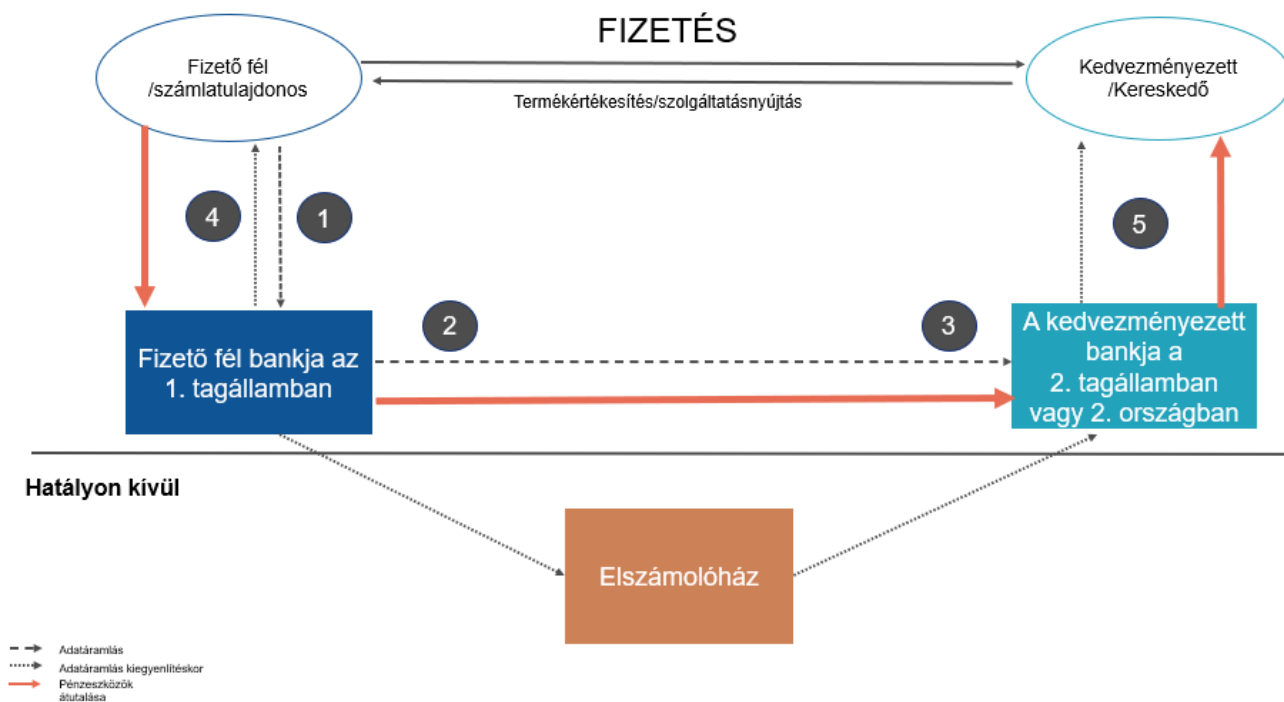 FIZETÉS
Fizető fél
/számlatulajdonos
Kedvezményezett
/Kereskedő
Termékértékesítés/szolgáltatásnyújtás
4
1
5
2
3
Fizető fél bankja az
1. tagállamban
A kedvezményezett
bankja a
2. tagállamban
vagy 2. országban
Hatályon kívül
Elszámolóház
Adatáramlás
Adatáramlás kiegyenlítéskor
Pénzeszközök
átutalása